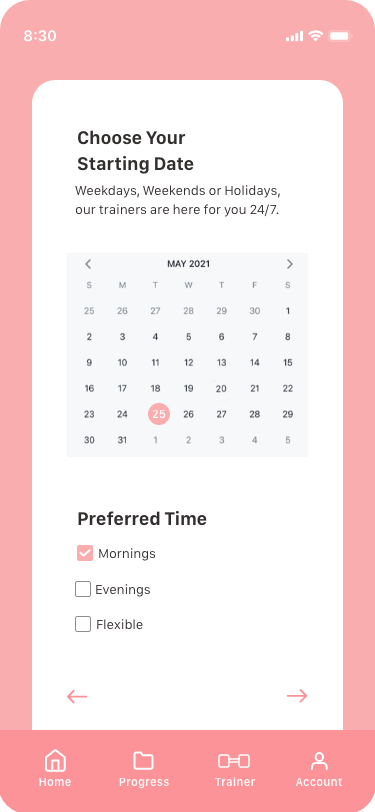 8:30
Choose Your
Starting Date
Weekdays, Weekends or Holidays,
our trainers are here for you 24/7.
MAY 2021
S M T W T F S
25 26 27 28 29 30 1
2 3 4 5 6 7 8
9 10 11 12 13 14 15
16 17 18 19 20 21 22
23 24 25 26 27 28 29
30 31 1 2 3 4 5
Preferred Time
Mornings
Evenings
Flexible
Home Progress Trainer Account